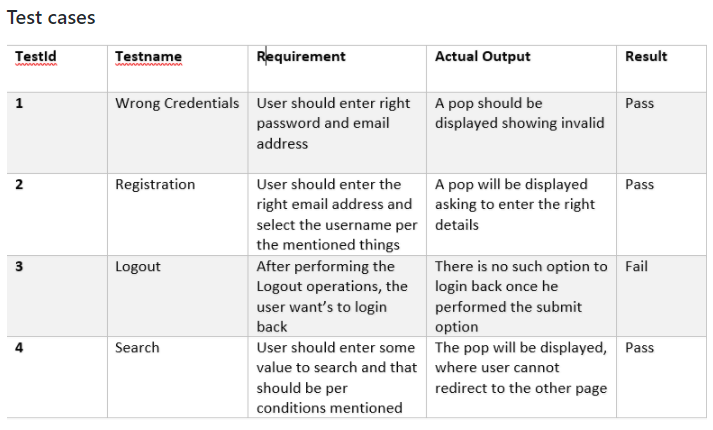 Test cases
TestId Testname Requirement Actual Output Result
1 Wrong Credentials User should enter right A pop should be Pass
password and email displayed showing invalid
address
2 Registration User should enter the A pop will be displayed Pass
right email address and asking to enter the right
select the username per details
the mentioned things
3 Logout After performing the There is no such option to Fail
Logout operations, the login back once he
user want's to login performed the submit
back option
4 Search User should enter some The pop will be displayed, Pass
value to search and that where user cannot
should be per redirect to the other page
conditions mentioned